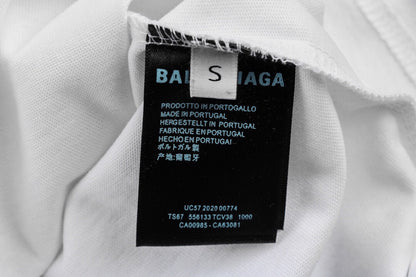 BAL
S
IAGA
PRODOTTO IN PORTOGALLO
MADE IN PORTUGAL
HERGESTELLT IN PORTUGAL
FABRIQUE EN PORTUGAL
HECHO EN PORTUGAL
ポルトガル製
产地:葡萄牙
UC57 2020 00774
TS67 556133 TCV38 1000
CA00985 - CA63081